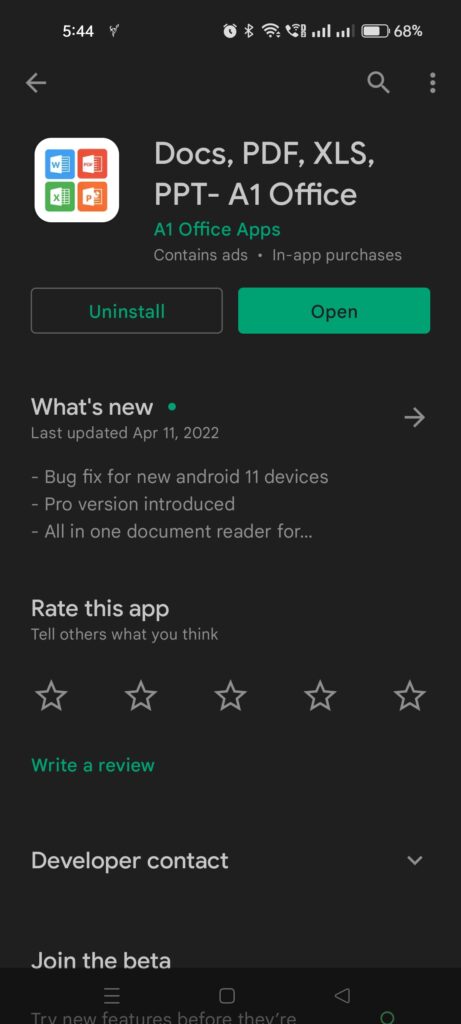 5:44
68%
Docs, PDF, XLS,
PPT- A1 Office
A1 Office Apps
Contains ads • In-app purchases
Uninstall
Open
What's new •
Last updated Apr 11, 2022
- Bug fix for new android 11 devices
- Pro version introduced
- All in one document reader for...
Rate this app
Tell others what you think
Write a review
Developer contact
Join the beta
Try new features before they're